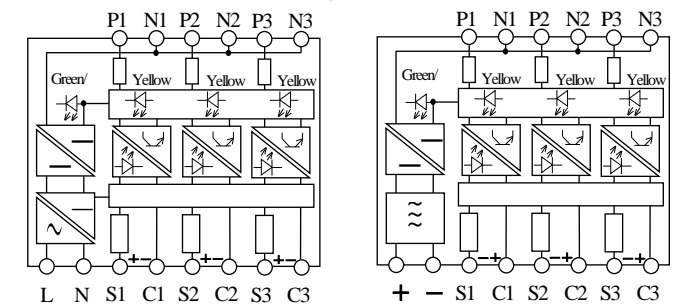 P1 N1 P2 N2 P3 N3
Green/ Yellow Yellow Yellow
~
+− +− +−
L N S1 C1 S2 C2 S3 C3
P1 N1 P2 N2 P3 N3
Green/ Yellow Yellow Yellow
~
~
~
−+ −+ −+
+ − S1 C1 S2 C2 S3 C3